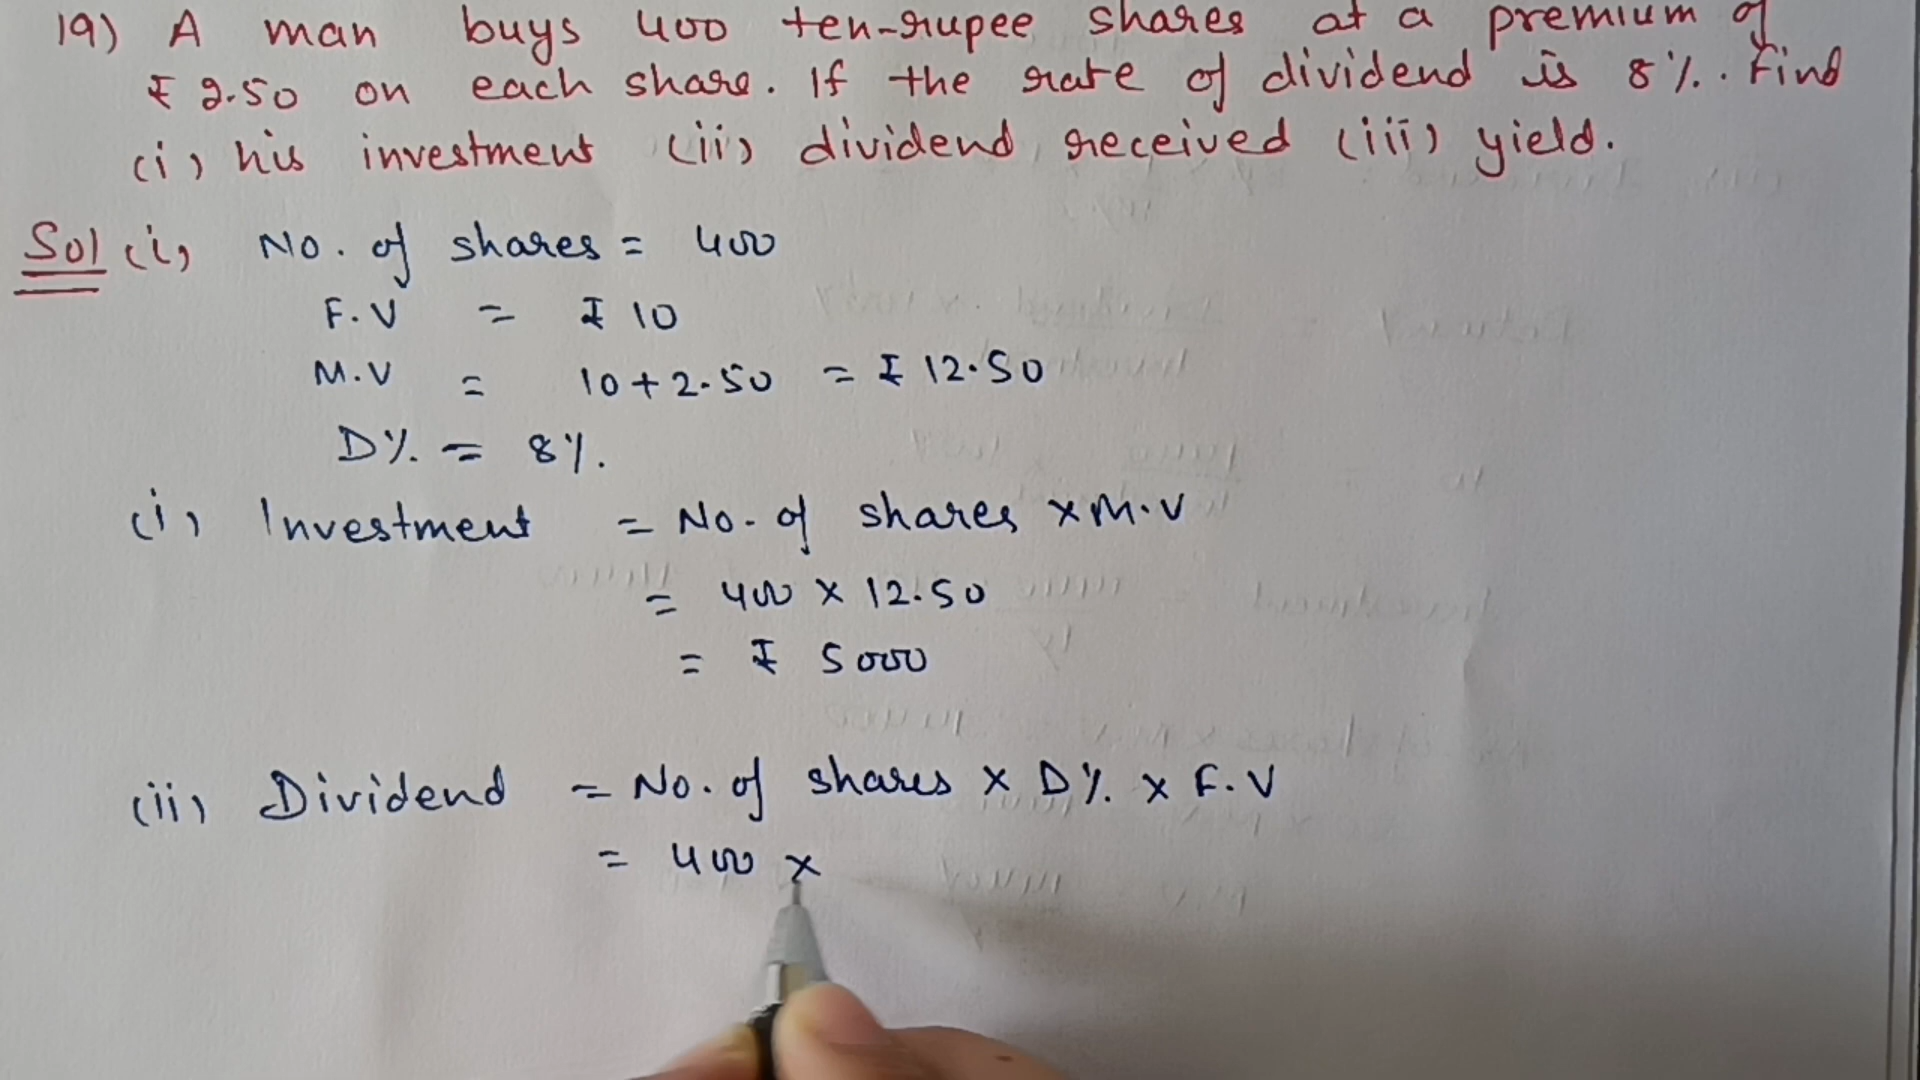 19) A man buys 400 ten-rupee shares at a premium of
₹ 2.50 on each share. If the rate of dividend is 8%. Find
(i) his investment (ii) dividend received (iii) yield.
Sol (i) No. of shares = 400
F.V = ₹ 10
M.V = 10 + 2.50 = ₹ 12.50
D% = 8%.
(i) Investment = No. of shares × M.V
= 400 × 12.50
= ₹ 5000
(ii) Dividend = No. of shares × D% × F.V
= 400 ×